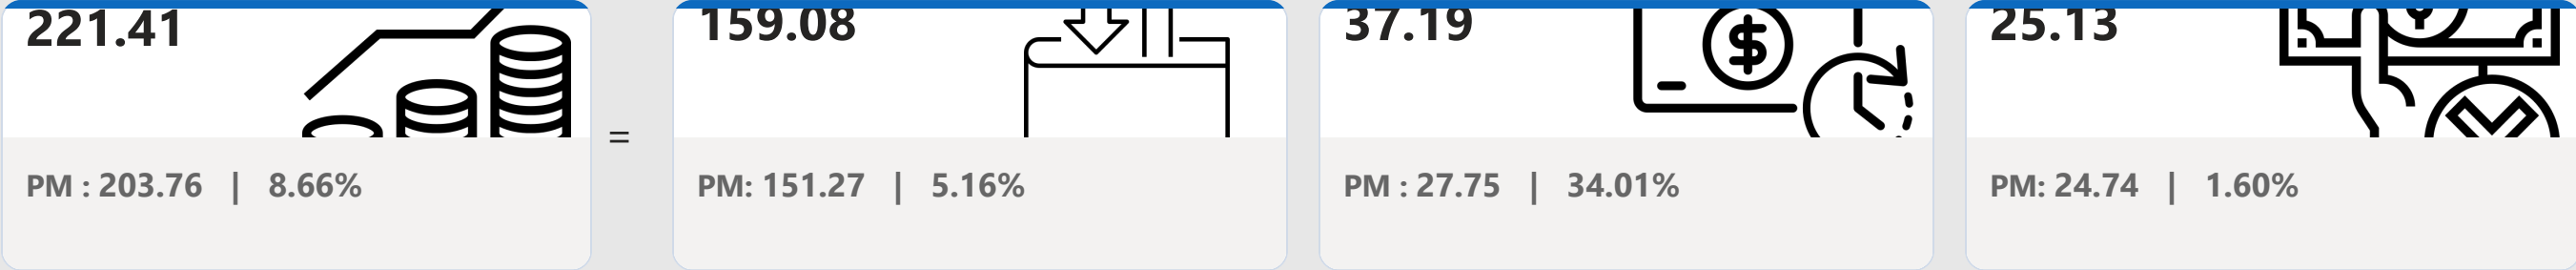 221.41
PM : 203.76 | 8.66%
=
159.08
PM: 151.27 | 5.16%
37.19
PM : 27.75 | 34.01%
25.13
PM: 24.74 | 1.60%